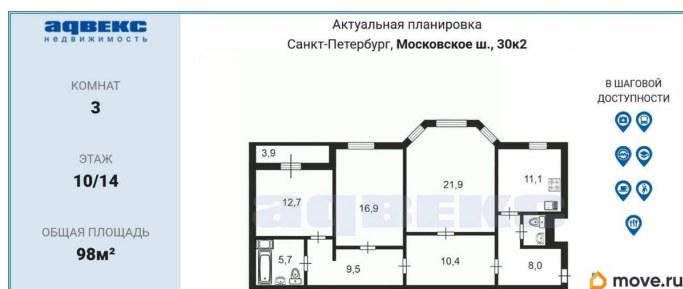 адвекс
недвижимость
КОМНАТ
3
ЭТАЖ
10/14
ОБЩАЯ ПЛОЩАДЬ
98м²
Актуальная планировка
Санкт-Петербург, Московское ш., 30к2
3,9
12,7
16,9
21,9
11,1
адвекс
5,7
9,5
10,4
8,0
В ШАГОВОЙ
ДОСТУПНОСТИ
move.ru